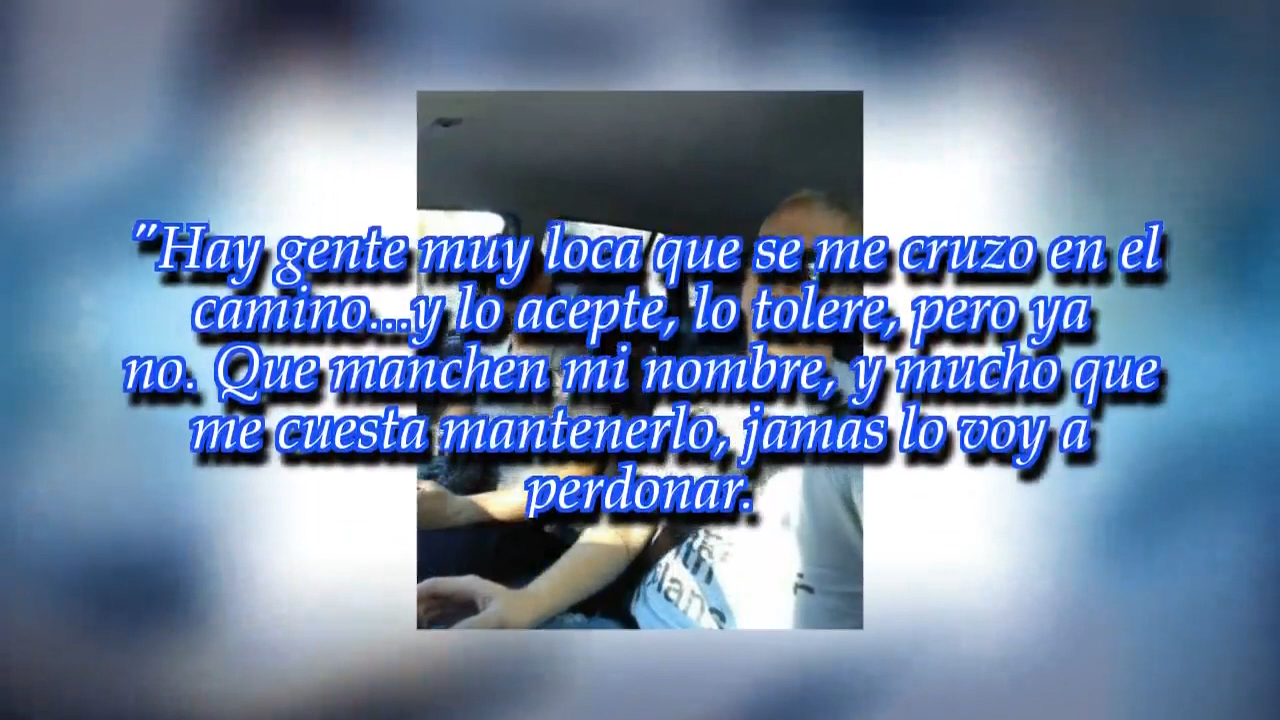 "Hay gente muy loca que se me cruzo en el
camino...y lo acepte, lo tolere, pero ya
no. Que manchen mi nombre, y mucho que
me cuesta mantenerlo, jamas lo voy a
perdonar.